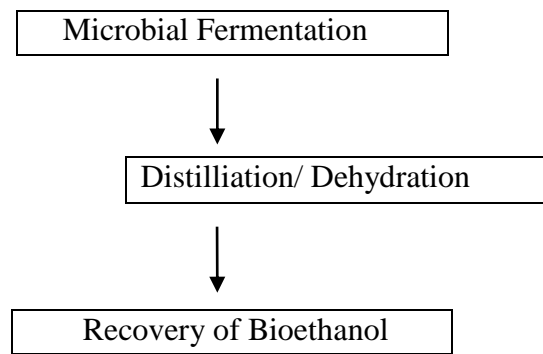 Microbial Fermentation
Distilliation/ Dehydration
Recovery of Bioethanol